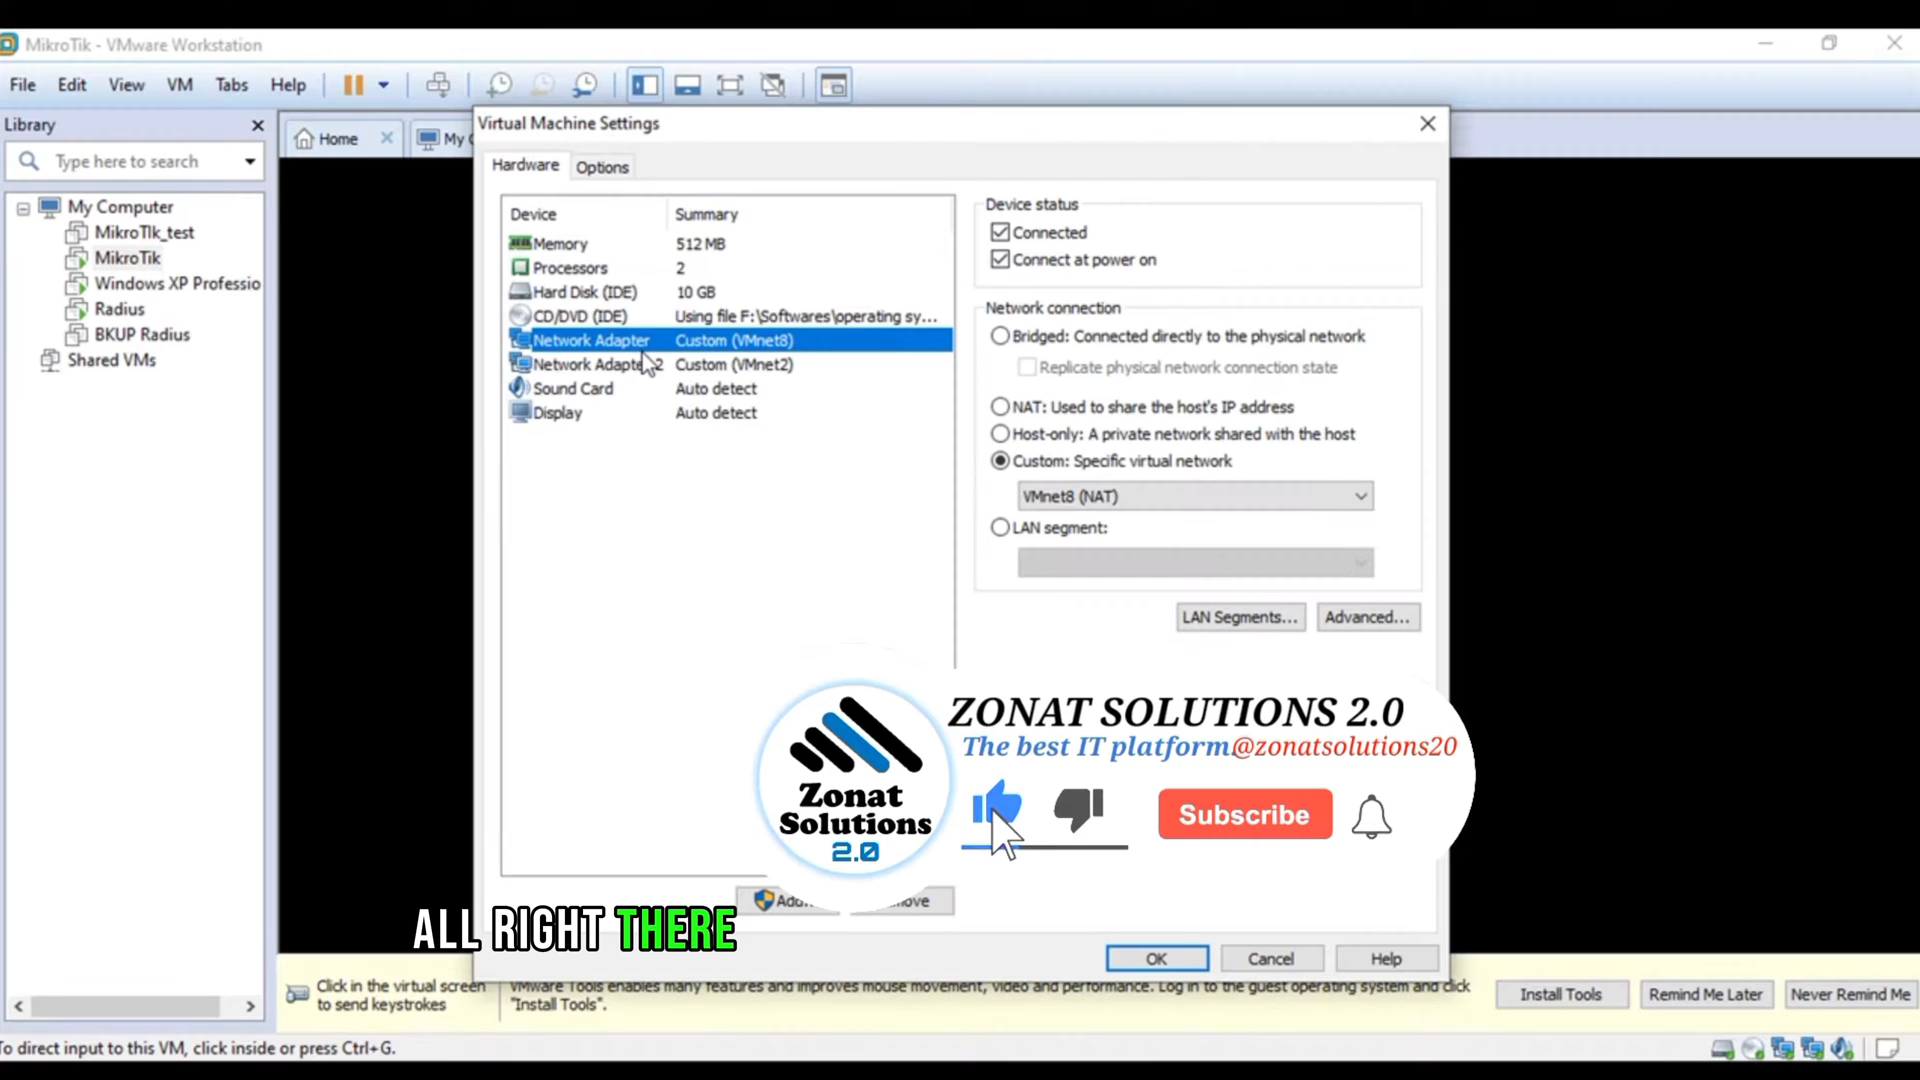 MikroTik - VMware Workstation
File Edit View VM Tabs Help
Library
Type here to search
My Computer
MikroTIk_test
MikroTik
Windows XP Professio
Radius
BKUP Radius
Shared VMs
Home
My C
Virtual Machine Settings
Hardware Options
Device Summary
Memory 512 MB
Processors 2
Hard Disk (IDE) 10 GB
CD/DVD (IDE) Using file F:\Softwares\operating sy...
Network Adapter Custom (VMnet8)
Network Adapte 2 Custom (VMnet2)
Sound Card Auto detect
Display Auto detect
Device status
Connected
Connect at power on
Network connection
Bridged: Connected directly to the physical network
Replicate physical network connection state
NAT: Used to share the host's IP address
Host-only: A private network shared with the host
Custom: Specific virtual network
VMnet8 (NAT)
LAN segment:
LAN Segments... Advanced...
ZONAT SOLUTIONS 2.0
The best IT platform.@zonatsolutions20
Zonat
Solutions
2.0
Subscribe
ALL RIGHT THERE
OK Cancel Help
Click in the virtual screen
to send keystrokes
VMware Tools enables many features and improves mouse movement, video and performance. Log in to the guest operating system and click
"Install Tools".
Install Tools Remind Me Later Never Remind Me
To direct input to this VM, click inside or press Ctrl+G.